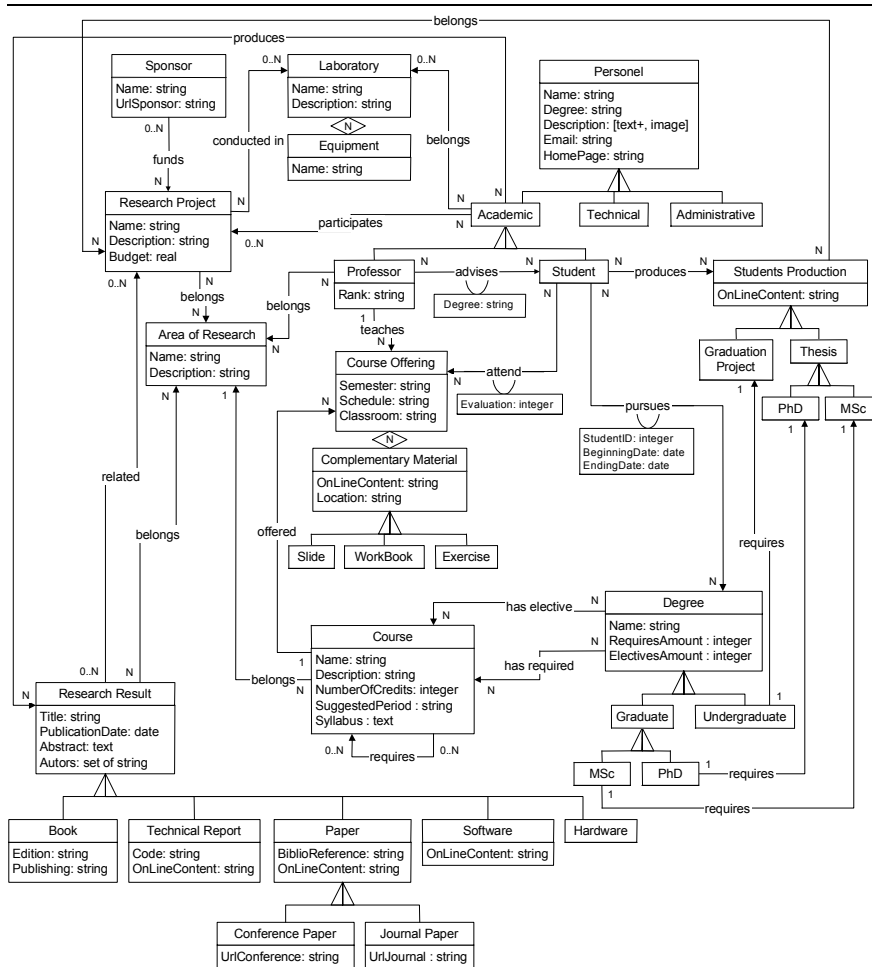 belongs
produces
0..N
0..N
N
N
Sponsor
Name: string
UrlSponsor: string
0..N
funds
N
Laboratory
Name: string
Description: string
N
conducted in
Equipment
Name: string
belongs
Personel
Name: string
Degree: string
Description: [text+, image]
Email: string
HomePage: string
N
N
N
Academic
Technical
Administrative
N
Research Project
Name: string
Description: string
Budget: real
N
participates
0..N
0..N
N
N
belongs
N
N
belongs
N
Professor
Rank: string
1
teaches
N
N
advises
Degree: string
N
Student
N
N
N
produces
N
Students Production
OnLineContent: string
Area of Research
Name: string
Description: string
N
1
Course Offering
Semester: string
Schedule: string
Classroom: string
N
N
N
attend
Evaluation: integer
Graduation
Project
1
Thesis
PhD
MSc
1
1
pursues
StudentID: integer
BeginningDate: date
EndingDate: date
Complementary Material
OnLineContent: string
Location: string
Slide
WorkBook
Exercise
related
belongs
offered
requires
N
has elective
N
N
Degree
Name: string
RequiresAmount : integer
ElectivesAmount : integer
N
has required
N
Course
Name: string
Description: string
NumberOfCredits: integer
SuggestedPeriod : string
Syllabus : text
1
belongs
N
0..N
requires
0..N
0..N
N
N
Research Result
Title: string
PublicationDate: date
Abstract: text
Autors: set of string
Graduate
Undergraduate
1
MSc
PhD
1
requires
1
requires
Book
Edition: string
Publishing: string
Technical Report
Code: string
OnLineContent: string
Paper
BiblioReference: string
OnLineContent: string
Software
OnLineContent: string
Hardware
Conference Paper
UrlConference: string
Journal Paper
UrlJournal : string